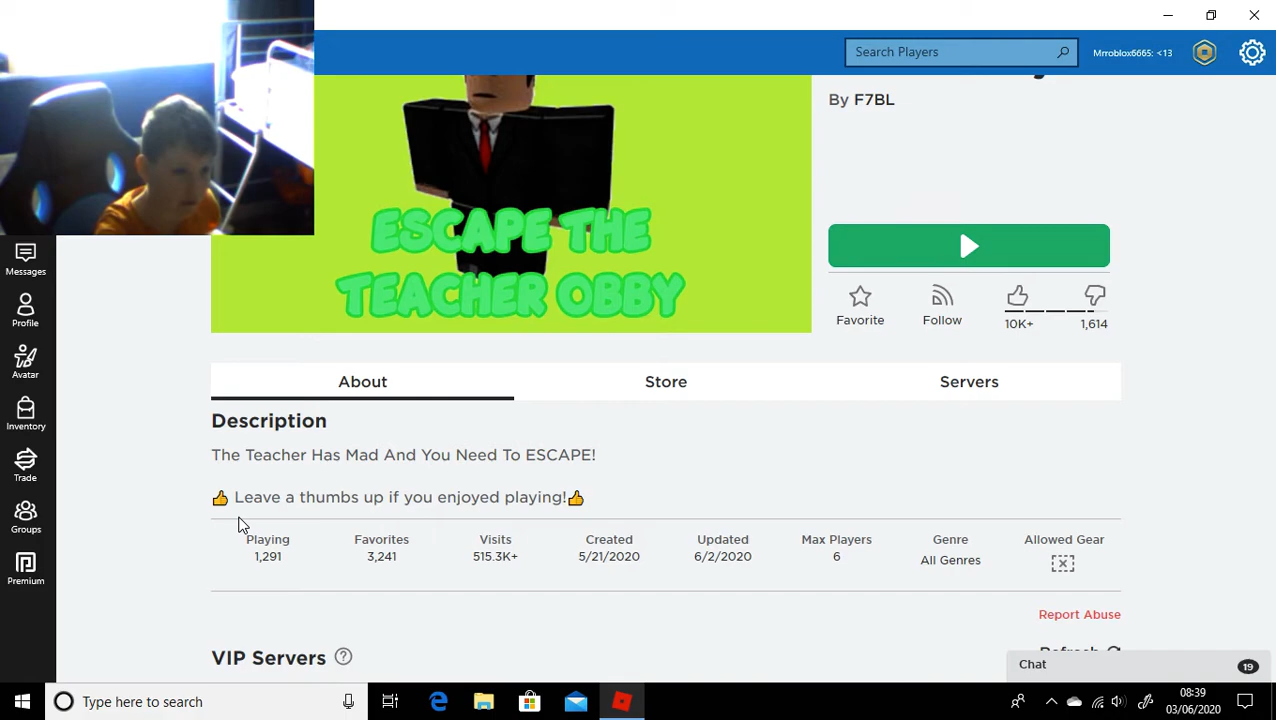 Search Players
Mrroblox6665: <13
By F7BL
ESCAPE THE
TEACHER OBBY
Messages
Profile
Avatar
Inventory
Trade
Groups
Premium
Favorite
Follow
10K+
1,614
About
Store
Servers
Description
The Teacher Has Mad And You Need To ESCAPE!
👍 Leave a thumbs up if you enjoyed playing!👍
Playing
Favorites
Visits
Created
Updated
Max Players
Genre
Allowed Gear
1,291
3,241
515.3K+
5/21/2020
6/2/2020
6
All Genres
Report Abuse
VIP Servers
Refresh
Chat
19
Type here to search
08:39
03/06/2020